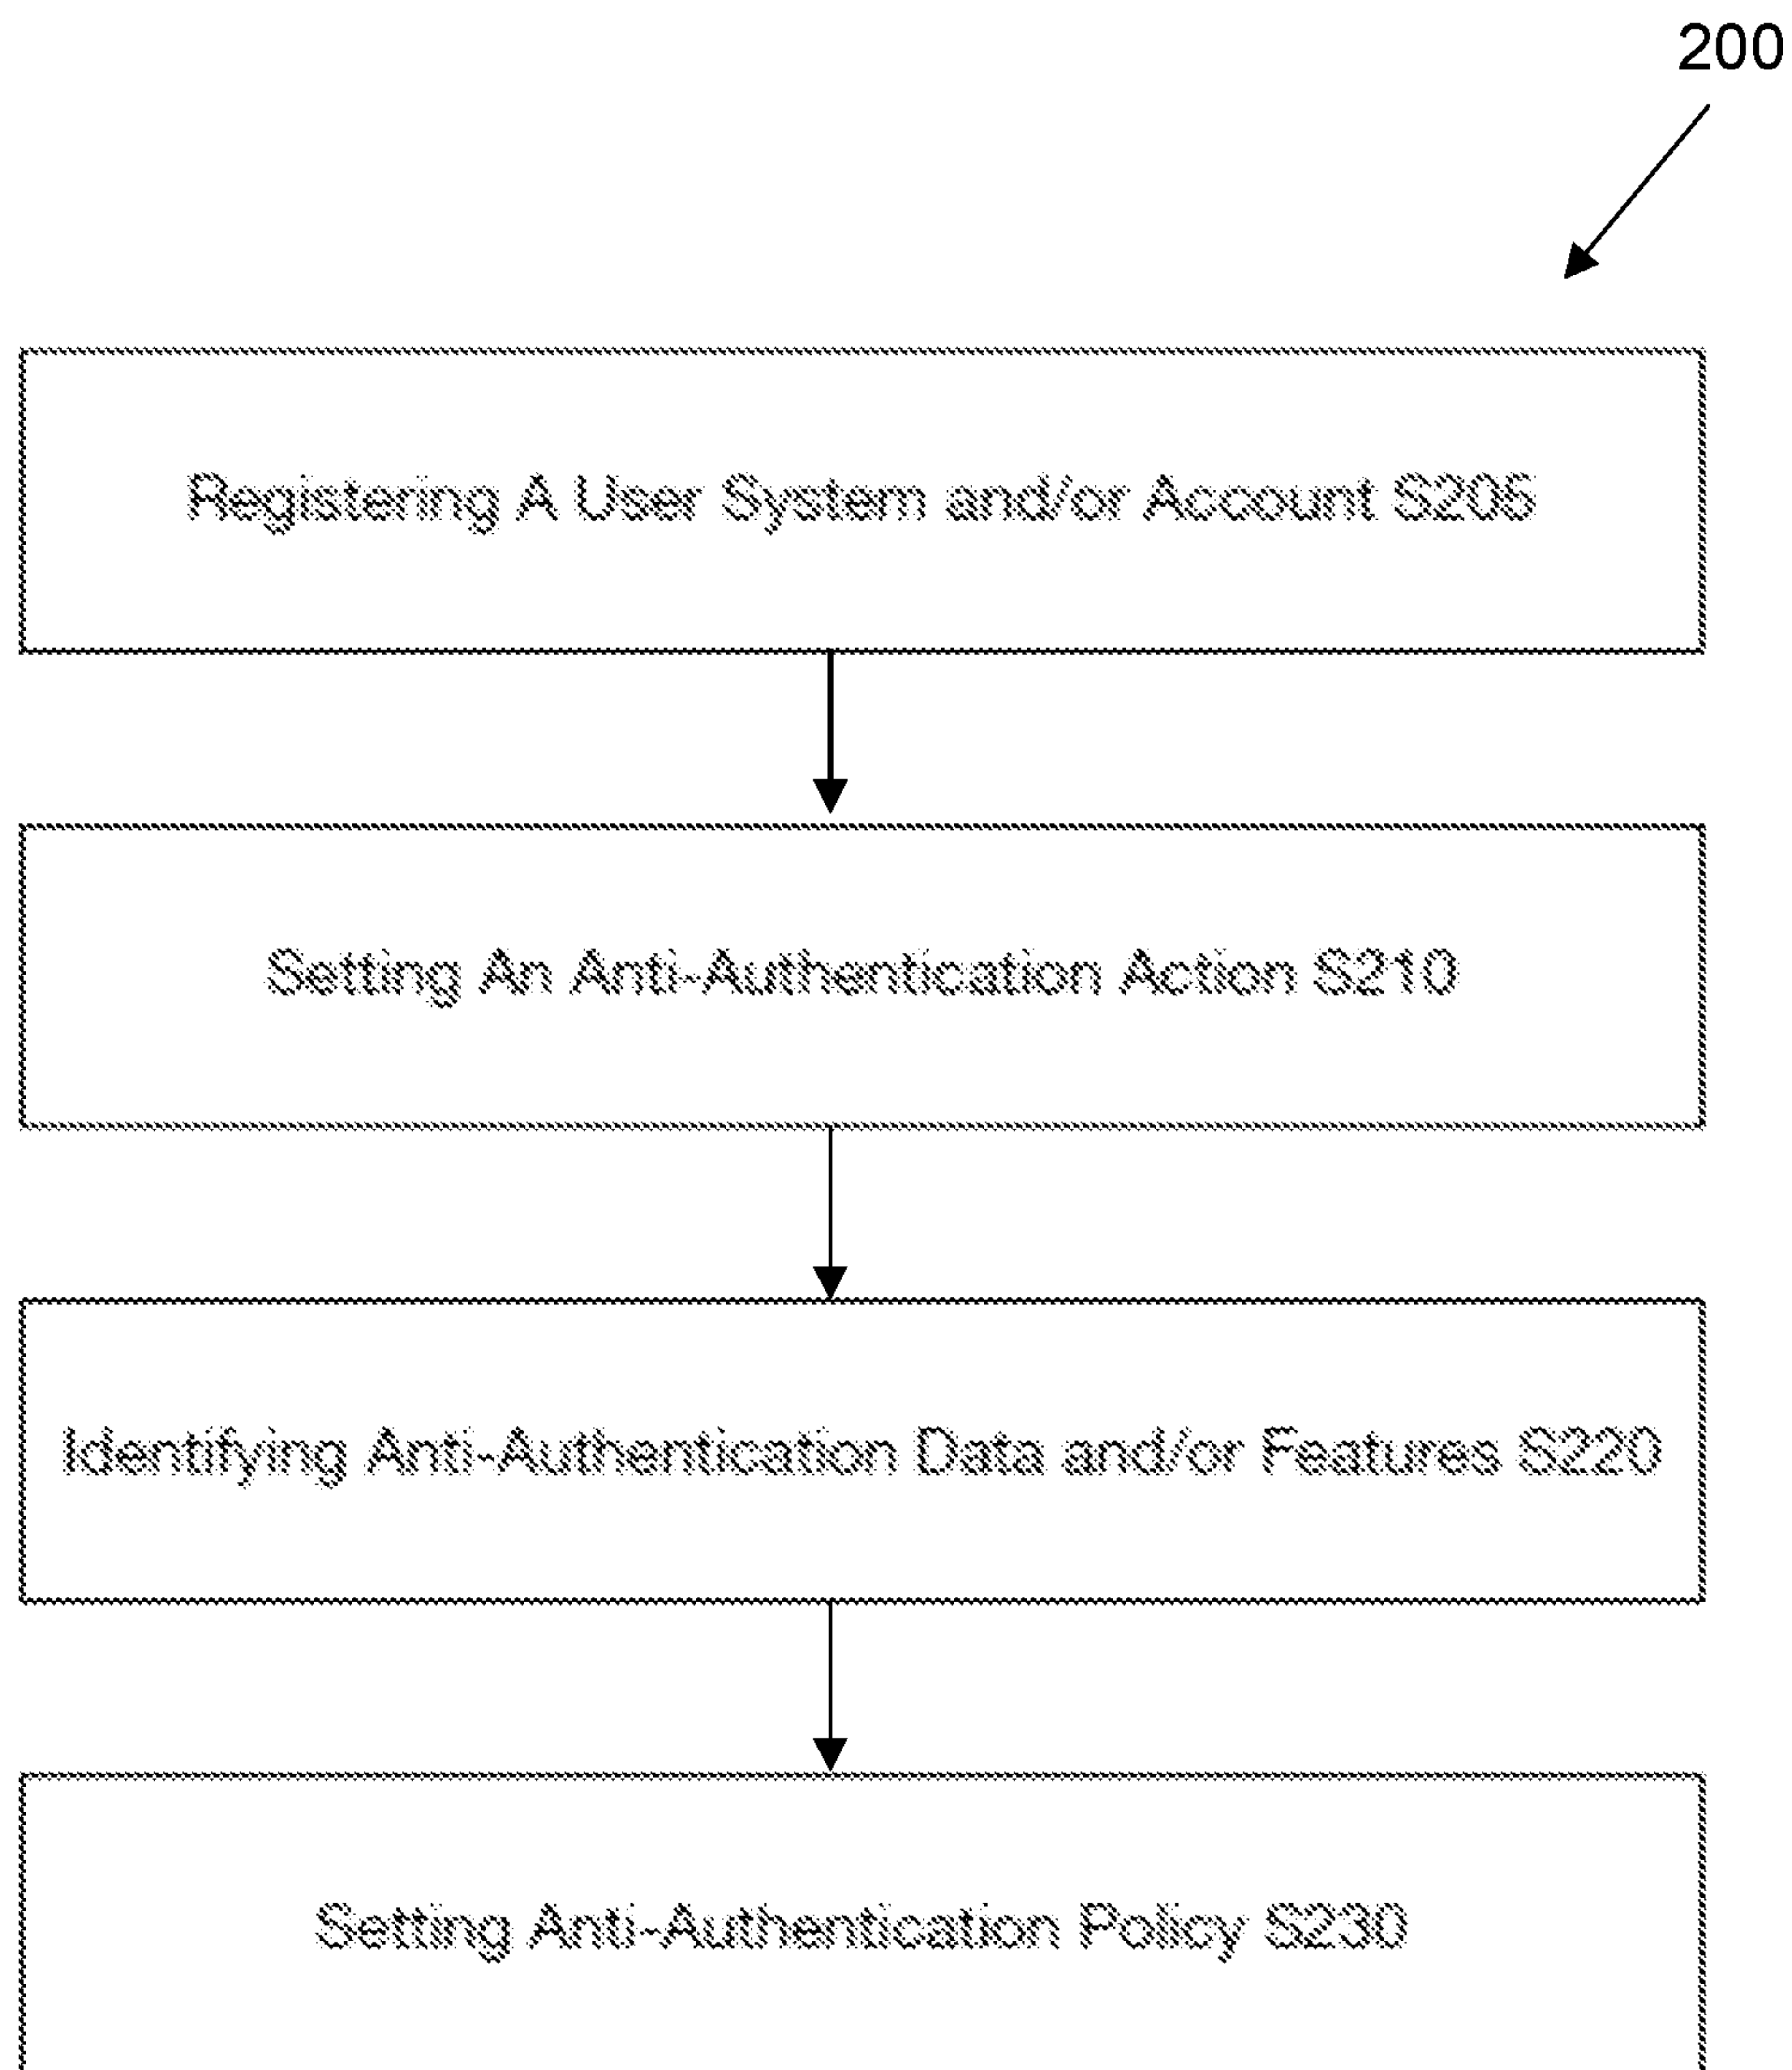 200
Registering A User System and/or Account S205
Setting An Anti-Authentication Action S210
Identifying Anti-Authentication Data and/or Features S220
Setting Anti-Authentication Policy S230